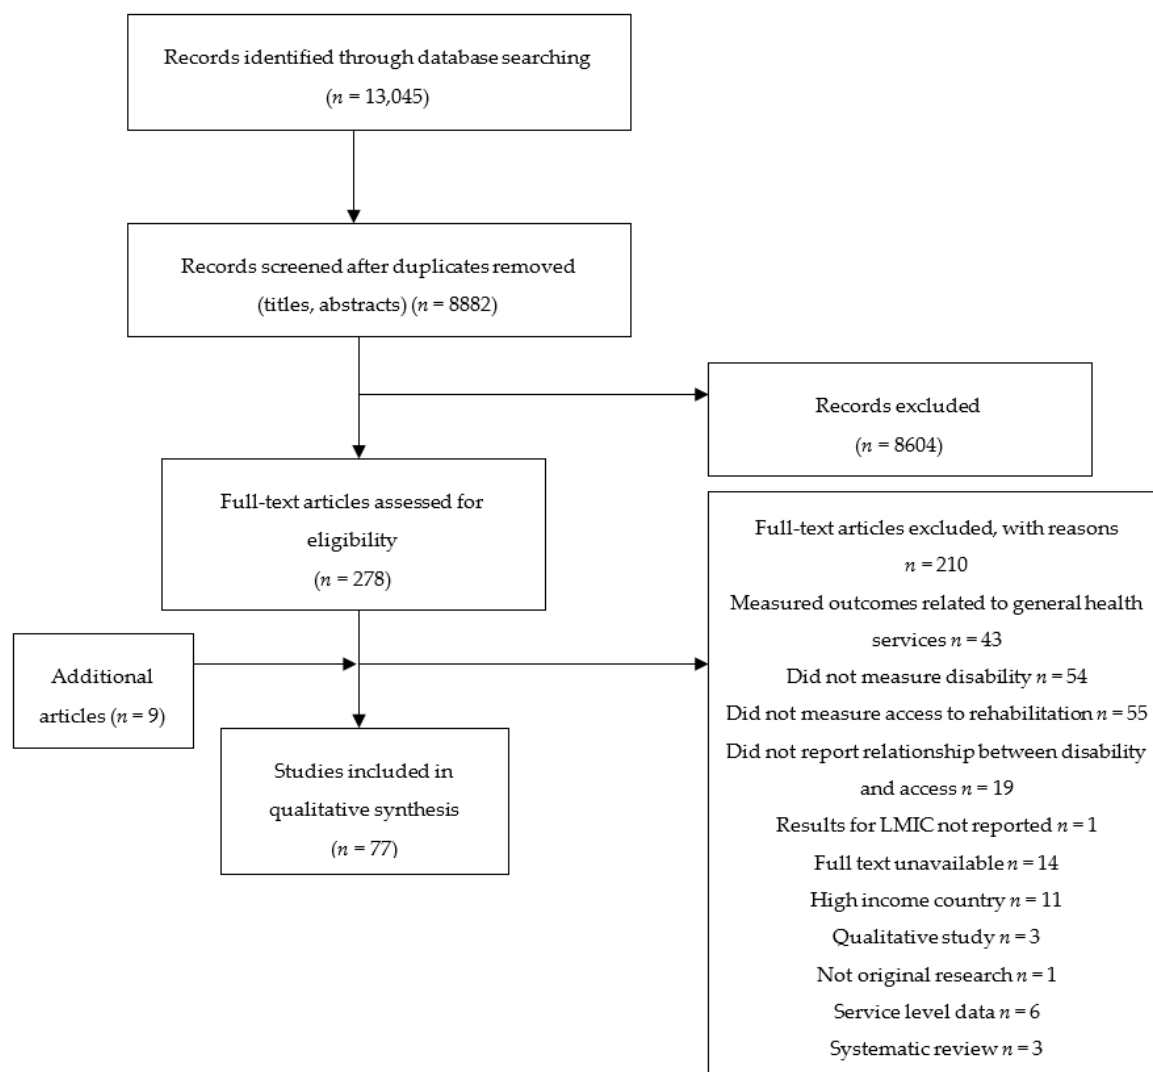 Records identified through database searching
(n = 13,045)
Records screened after duplicates removed
(titles, abstracts) (n = 8882)
Records excluded
(n = 8604)
Full-text articles assessed for
eligibility
(n = 278)
Full-text articles excluded, with reasons
n = 210
Measured outcomes related to general health
services n = 43
Did not measure disability n = 54
Did not measure access to rehabilitation n = 55
Did not report relationship between disability
and access n = 19
Results for LMIC not reported n = 1
Full text unavailable n = 14
High income country n = 11
Qualitative study n = 3
Not original research n = 1
Service level data n = 6
Systematic review n = 3
Additional
articles (n = 9)
Studies included in
qualitative synthesis
(n = 77)